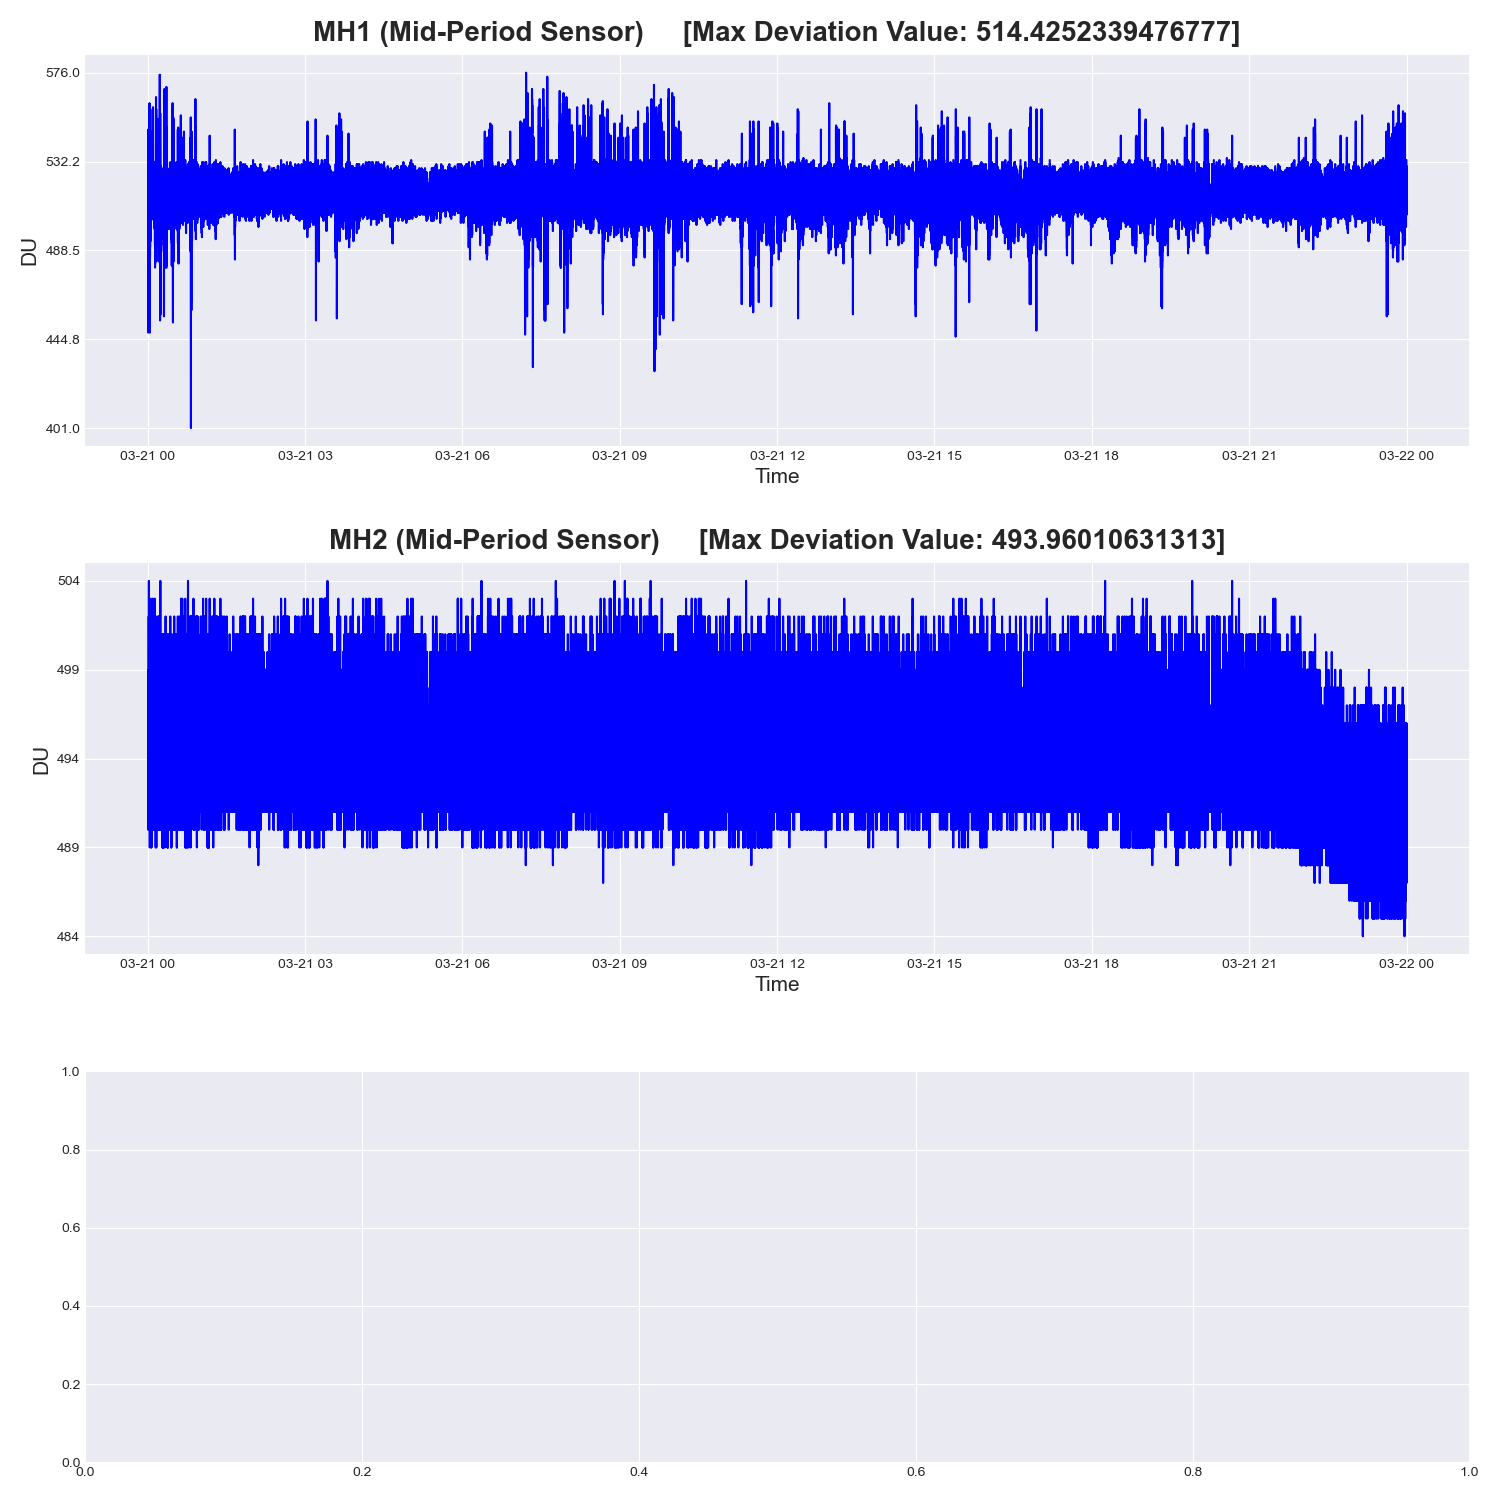 MH1 (Mid-Period Sensor) [Max Deviation Value: 514.4252339476777]
576.0
532.2
488.5
444.8
401.0
DU
03-21 00 03-21 03 03-21 06 03-21 09 03-21 12 03-21 15 03-21 18 03-21 21 03-22 00
Time
MH2 (Mid-Period Sensor) [Max Deviation Value: 493.96010631313]
504
499
494
489
484
DU
03-21 00 03-21 03 03-21 06 03-21 09 03-21 12 03-21 15 03-21 18 03-21 21 03-22 00
Time
1.0
0.8
0.6
0.4
0.2
0.0
0.0 0.2 0.4 0.6 0.8 1.0